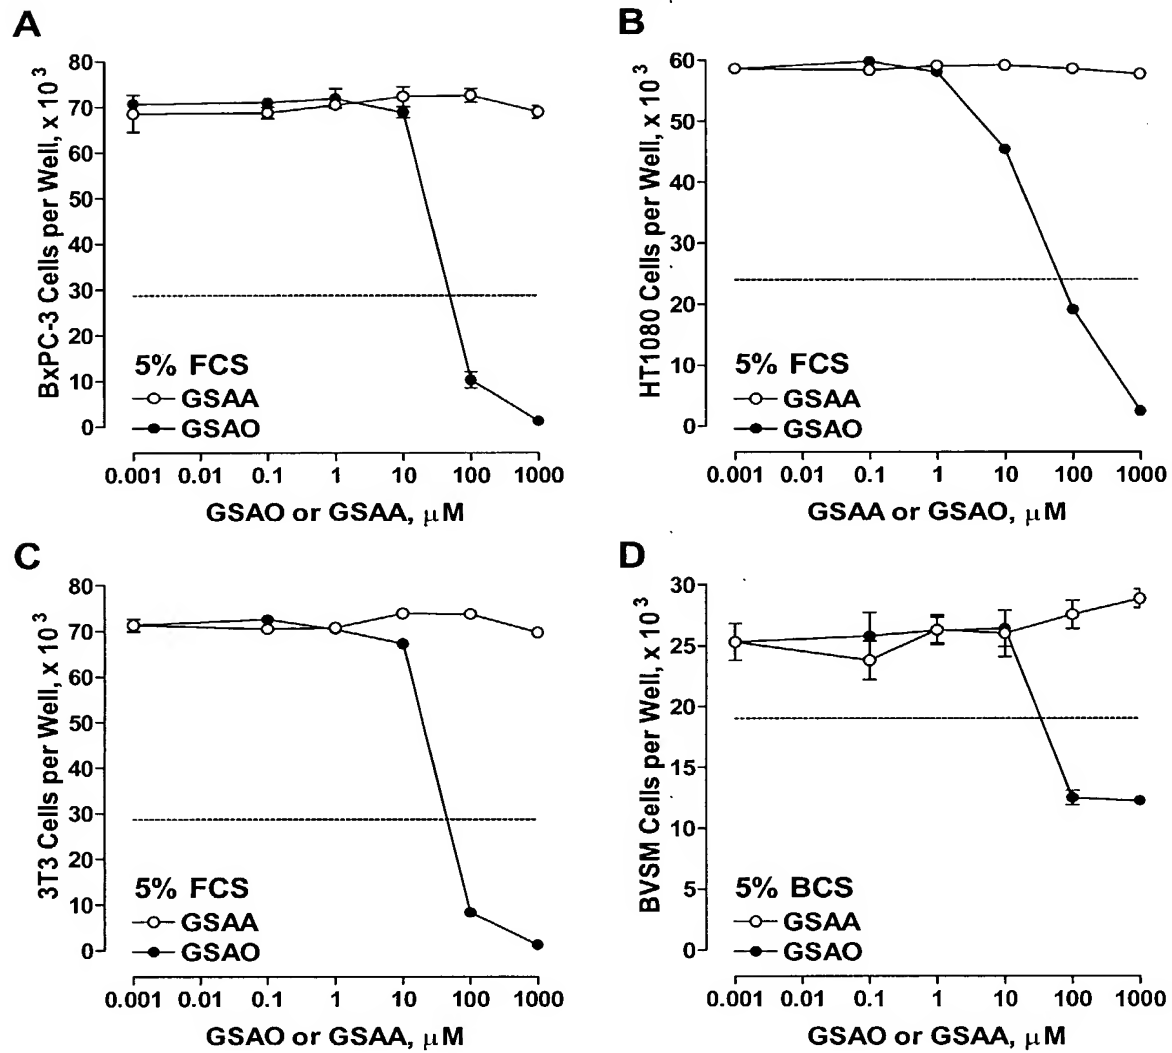 A
BxPC-3 Cells per Well, x 10 3
80
70
60
50
40
30
20
10
0
5% FCS
GSAA
GSAO
0.001 0.01 0.1 1 10 100 1000
GSAO or GSAA, μM
B
HT1080 Cells per Well, x 10 3
60
50
40
30
20
10
0
5% FCS
GSAA
GSAO
0.001 0.01 0.1 1 10 100 1000
GSAA or GSAO, μM
C
3T3 Cells per Well, x 10 3
80
70
60
50
40
30
20
10
0
5% FCS
GSAA
GSAO
0.001 0.01 0.1 1 10 100 1000
GSAO or GSAA, μM
D
BVSM Cells per Well, x 10 3
30
25
20
15
10
5
0
5% BCS
GSAA
GSAO
0.001 0.01 0.1 1 10 100 1000
GSAO or GSAA, μM